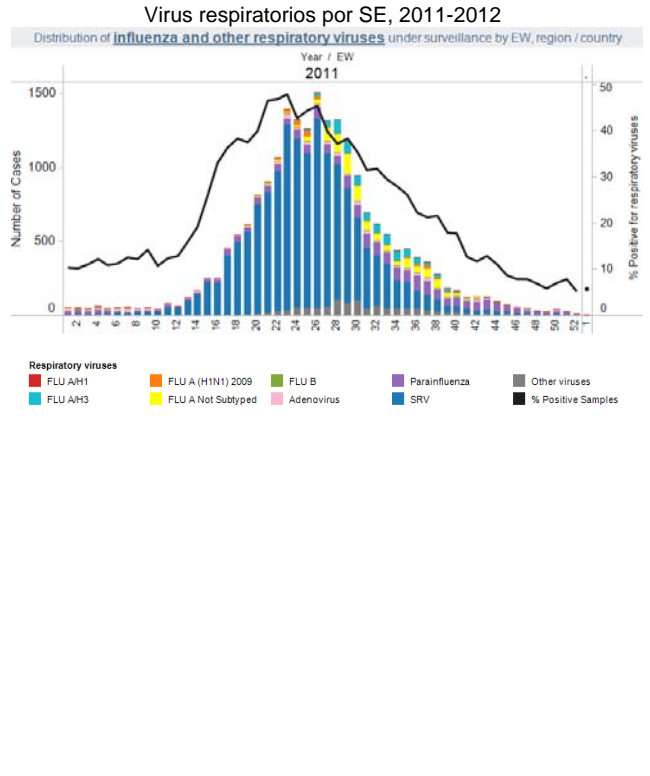 Virus respiratorios por SE, 2011-2012
Distribution of influenza and other respiratory viruses under surveillance by EW, region / country
Year / EW
2011
.
Number of Cases
1500
1000
500
0
50
40
30
20
10
0
% Positive for respiratory viruses
2 4 6 8 10 12 14 16 18 20 22 24 26 28 30 32 34 36 38 40 42 44 46 48 50 52 1
Respiratory viruses
FLU A/H1 FLU A (H1N1) 2009 FLU B Parainfluenza Other viruses
FLU A/H3 FLU A Not Subtyped Adenovirus SRV % Positive Samples